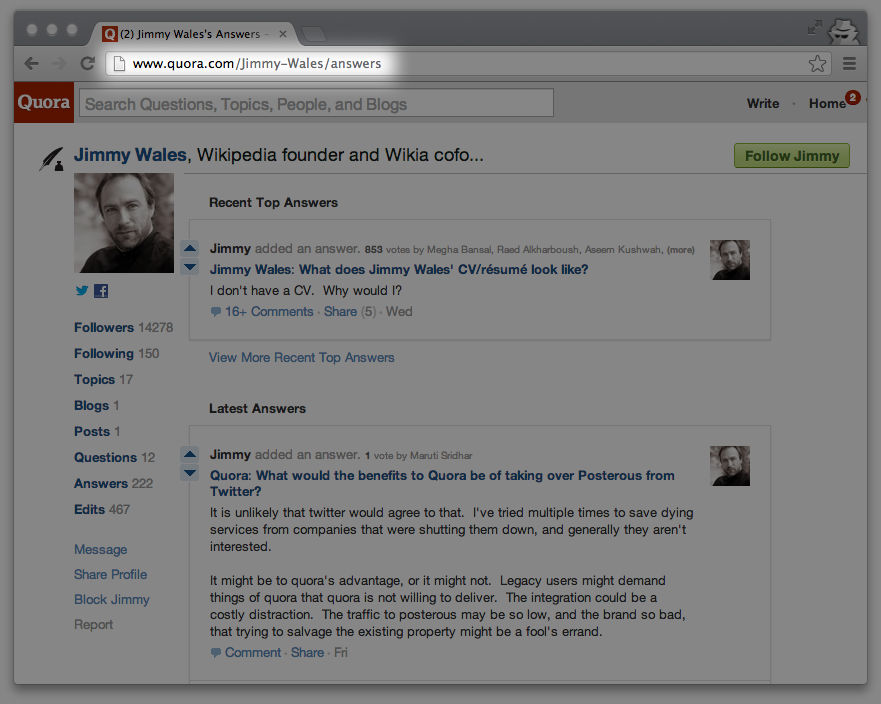 (2) Jimmy Wales's Answers -
www.quora.com/Jimmy-Wales/answers
Quora
Search Questions, Topics, People, and Blogs
Write · Home 2
Jimmy Wales, Wikipedia founder and Wikia cofo...
Follow Jimmy
Followers 14278
Following 150
Topics 17
Blogs 1
Posts 1
Questions 12
Answers 222
Edits 467
Message
Share Profile
Block Jimmy
Report
Recent Top Answers
Jimmy added an answer. 853 votes by Megha Bansal, Raed Alkharboush, Aseem Kushwah, (more)
Jimmy Wales: What does Jimmy Wales' CV/résumé look like?
I don't have a CV.  Why would I?
16+ Comments · Share (5) · Wed
View More Recent Top Answers
Latest Answers
Jimmy added an answer. 1 vote by Maruti Sridhar
Quora: What would the benefits to Quora be of taking over Posterous from
Twitter?
It is unlikely that twitter would agree to that.  I've tried multiple times to save dying
services from companies that were shutting them down, and generally they aren't
interested.
It might be to quora's advantage, or it might not.  Legacy users might demand
things of quora that quora is not willing to deliver.  The integration could be a
costly distraction.  The traffic to posterous may be so low, and the brand so bad,
that trying to salvage the existing property might be a fool's errand.
Comment · Share · Fri